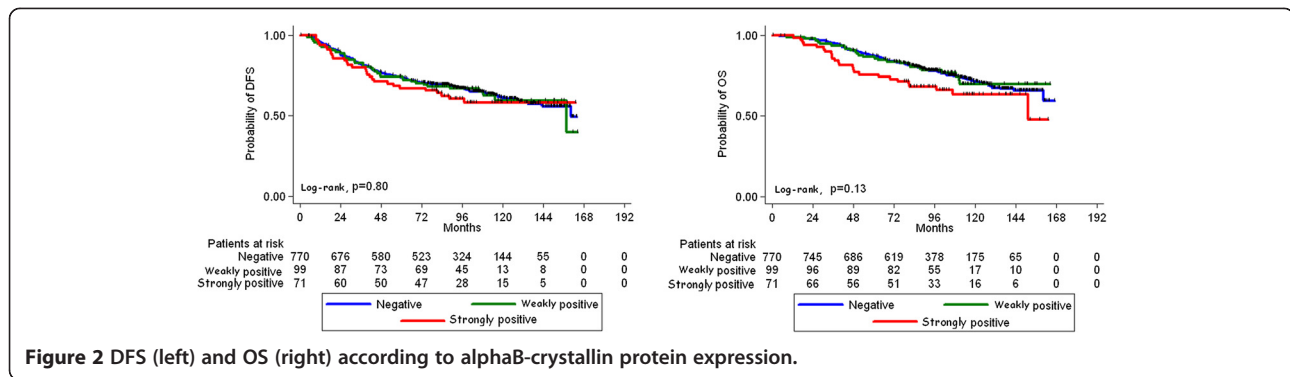 1.00
0.50
0.00
Probability of DFS
Log-rank, p=0.80
0 24 48 72 96 120 144 168 192
Months
Patients at risk
Negative 770 676 580 523 324 144 55 0 0
Weakly positive 99 87 73 69 45 13 8 0 0
Strongly positive 71 60 50 47 28 15 5 0 0
Negative Weakly positive
Strongly positive
1.00
0.50
0.00
Probability of OS
Log-rank, p=0.13
0 24 48 72 96 120 144 168 192
Months
Patients at risk
Negative 770 745 686 619 378 175 65 0 0
Weakly positive 99 96 89 82 55 17 10 0 0
Strongly positive 71 66 56 51 33 16 6 0 0
Negative Weakly positive
Strongly positive
Figure 2 DFS (left) and OS (right) according to alphaB-crystallin protein expression.